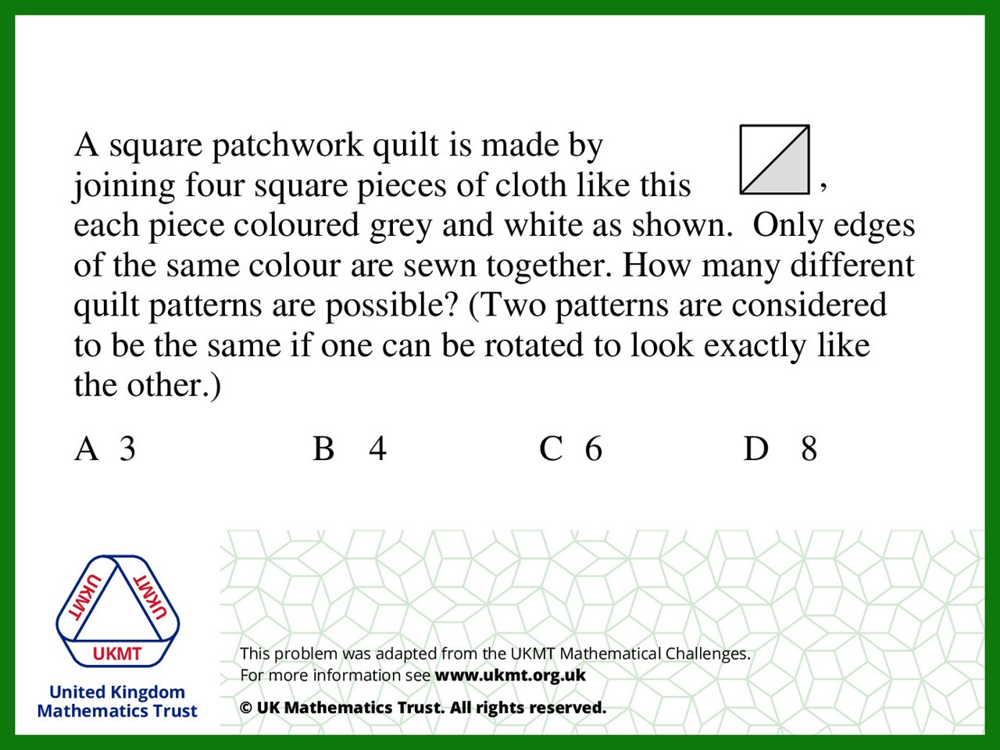 A square patchwork quilt is made by
joining four square pieces of cloth like this ,
each piece coloured grey and white as shown. Only edges
of the same colour are sewn together. How many different
quilt patterns are possible? (Two patterns are considered
to be the same if one can be rotated to look exactly like
the other.)
A 3 B 4 C 6 D 8
UKMT UKMT
UKMT
United Kingdom
Mathematics Trust
This problem was adapted from the UKMT Mathematical Challenges.
For more information see www.ukmt.org.uk
© UK Mathematics Trust. All rights reserved.